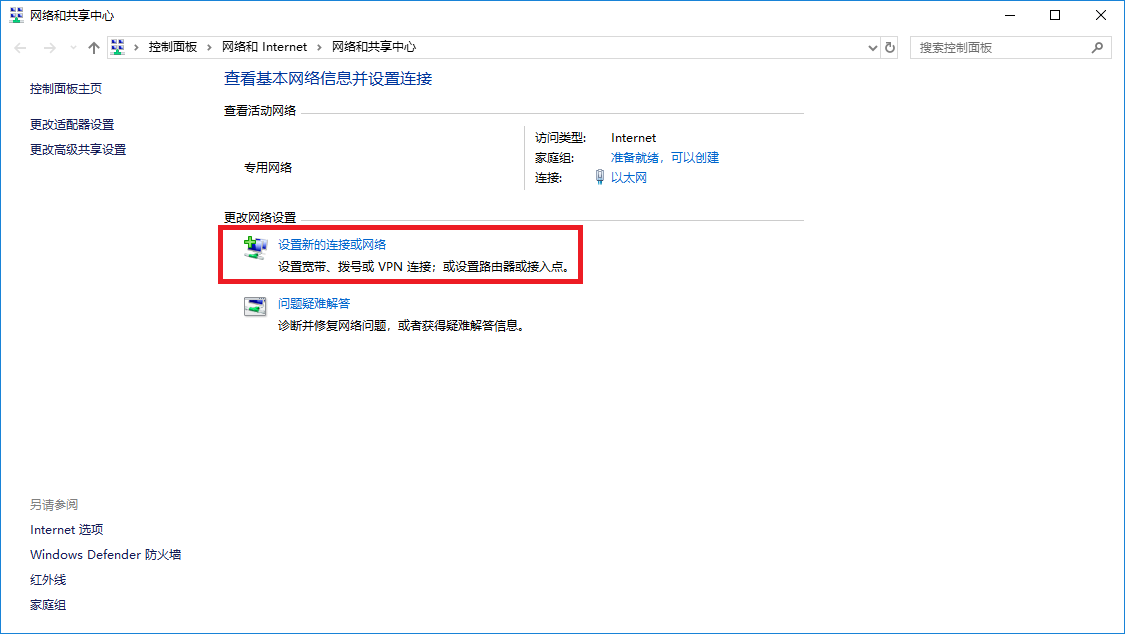 网络和共享中心
控制面板 › 网络和 Internet › 网络和共享中心
搜索控制面板
控制面板主页
更改适配器设置
更改高级共享设置
查看基本网络信息并设置连接
查看活动网络
专用网络
访问类型: Internet
家庭组: 准备就绪，可以创建
连接: 以太网
更改网络设置
设置新的连接或网络
设置宽带、拨号或 VPN 连接；或设置路由器或接入点。
问题疑难解答
诊断并修复网络问题，或者获得疑难解答信息。
另请参阅
Internet 选项
Windows Defender 防火墙
红外线
家庭组